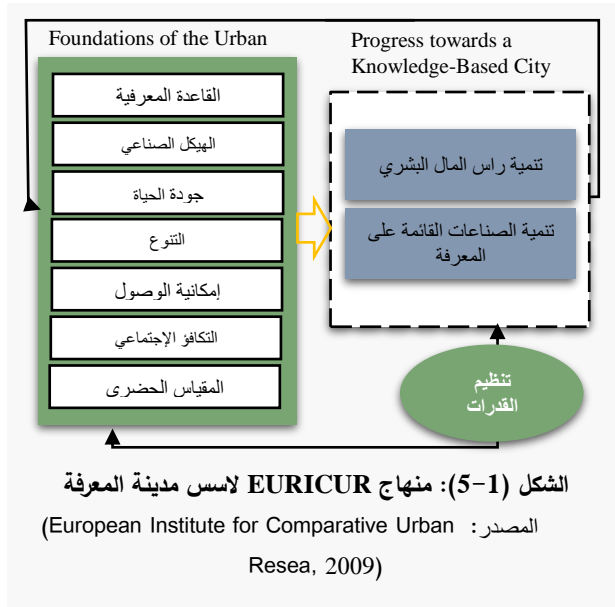 Foundations of the Urban
Progress towards a
Knowledge-Based City
القاعدة المعرفية
الهيكل الصناعي
جودة الحياة
التنوع
إمكانية الوصول
التكافؤ الإجتماعي
المقياس الحضرى
تنمية راس المال البشري
تنمية الصناعات القائمة على
المعرفة
تنظيم
القدرات
الشكل (1-5): منهاج EURICUR لاسس مدينة المعرفة
المصدر: European Institute for Comparative Urban)
Resea, 2009)